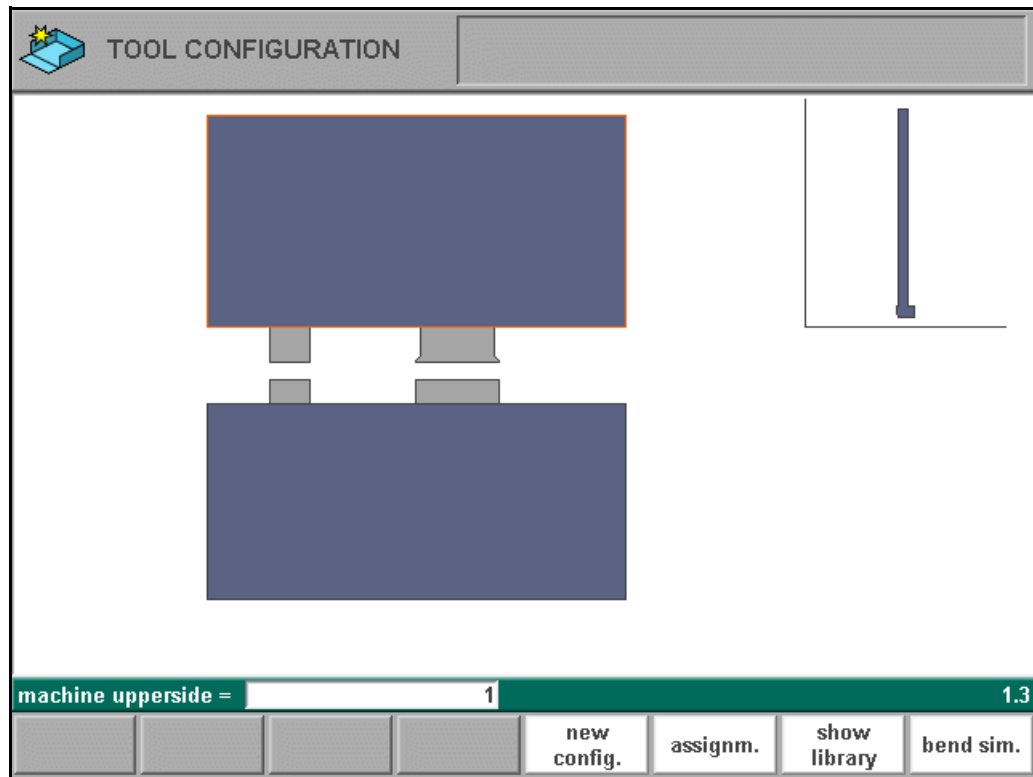 TOOL CONFIGURATION
machine upperside = 1 1.3
new
config.
assignm.
show
library
bend sim.